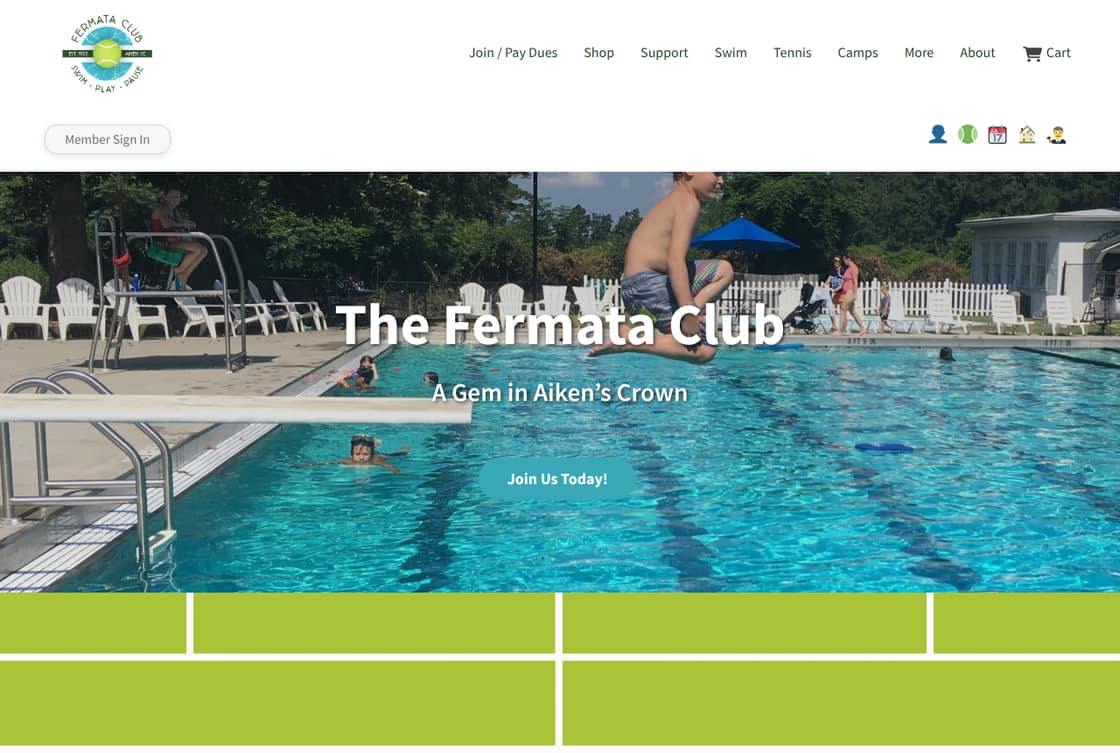 FERMATA CLUB
SWIM • PLAY • PAUSE
Join / Pay Dues
Shop
Support
Swim
Tennis
Camps
More
About
Cart
Member Sign In
17
The Fermata Club
A Gem in Aiken’s Crown
Join Us Today!